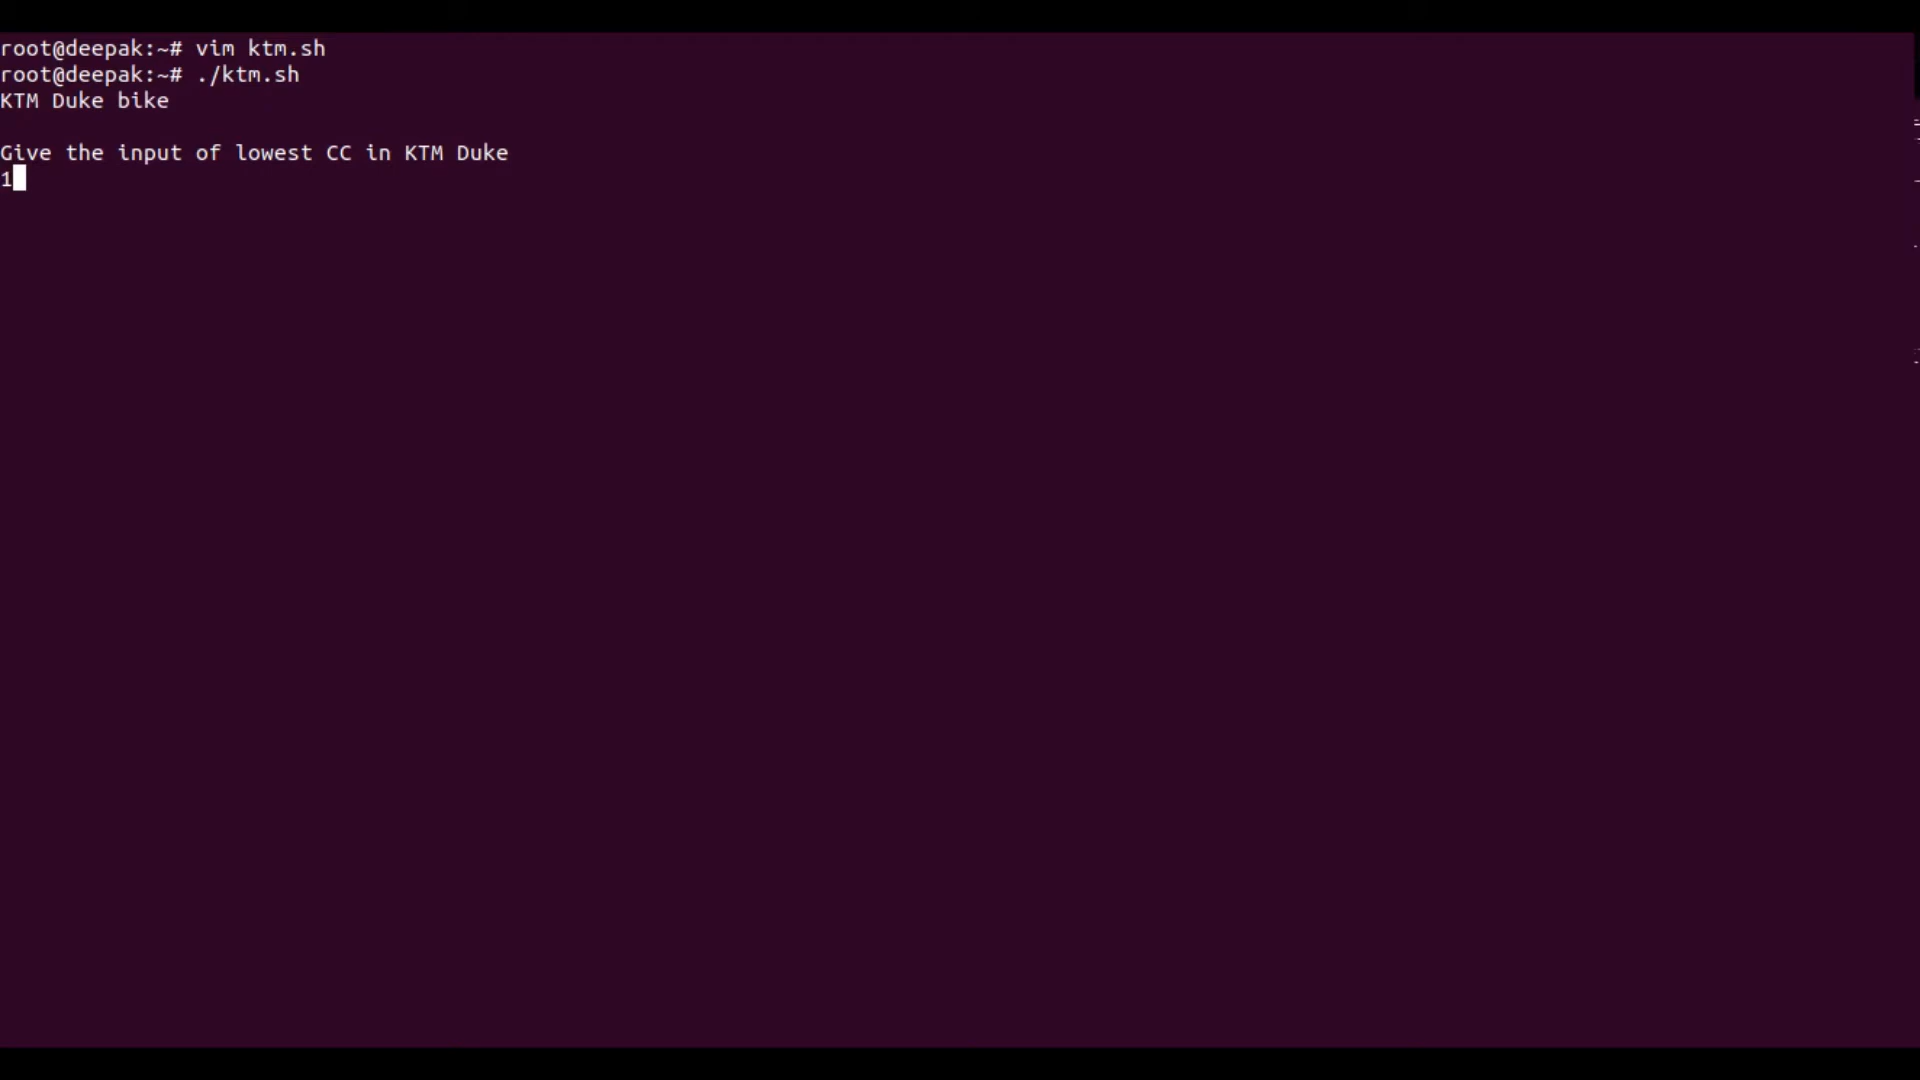 root@deepak:~# vim ktm.sh
root@deepak:~# ./ktm.sh
KTM Duke bike
Give the input of lowest CC in KTM Duke
1